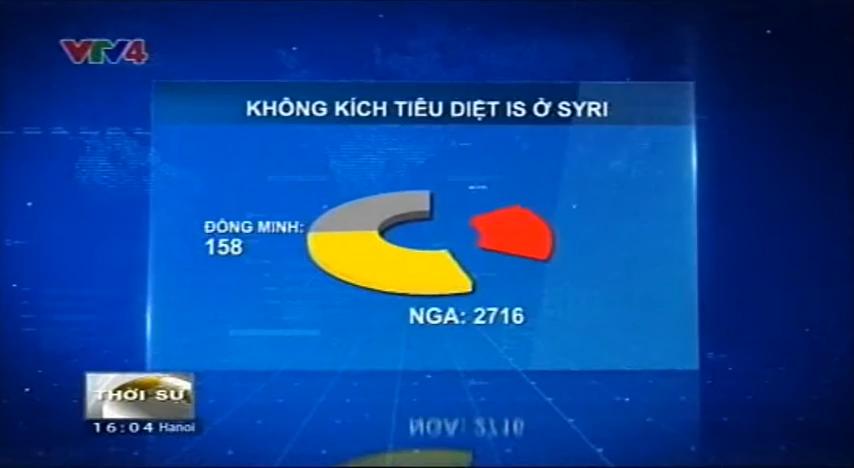 VTV4
KHÔNG KÍCH TIÊU DIỆT IS Ở SYRI
ĐỒNG MINH:
158
NGA: 2716
THỜI SỰ
16:04 Hanoi